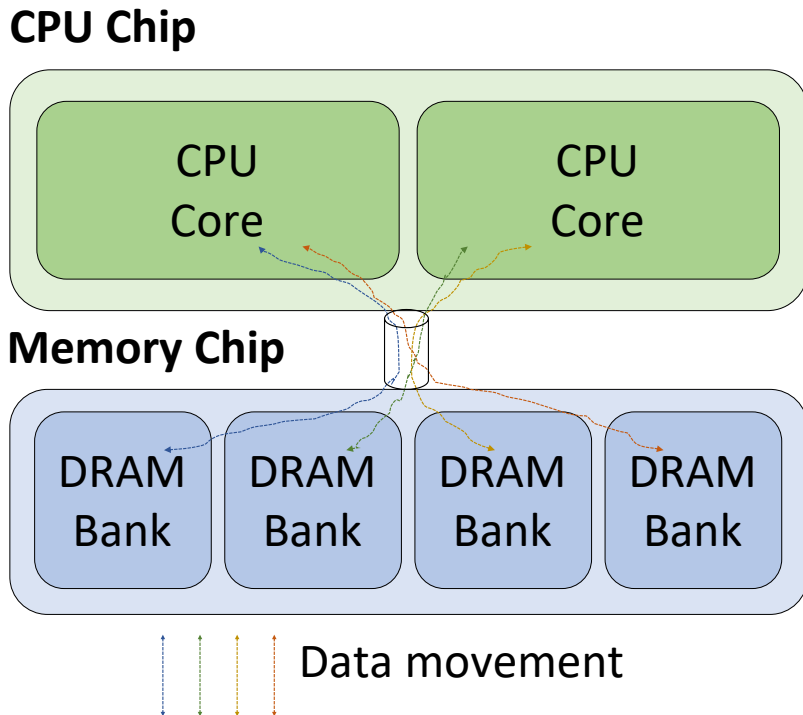 CPU Chip
CPU
Core
CPU
Core
Memory Chip
DRAM
Bank
DRAM
Bank
DRAM
Bank
DRAM
Bank
Data movement